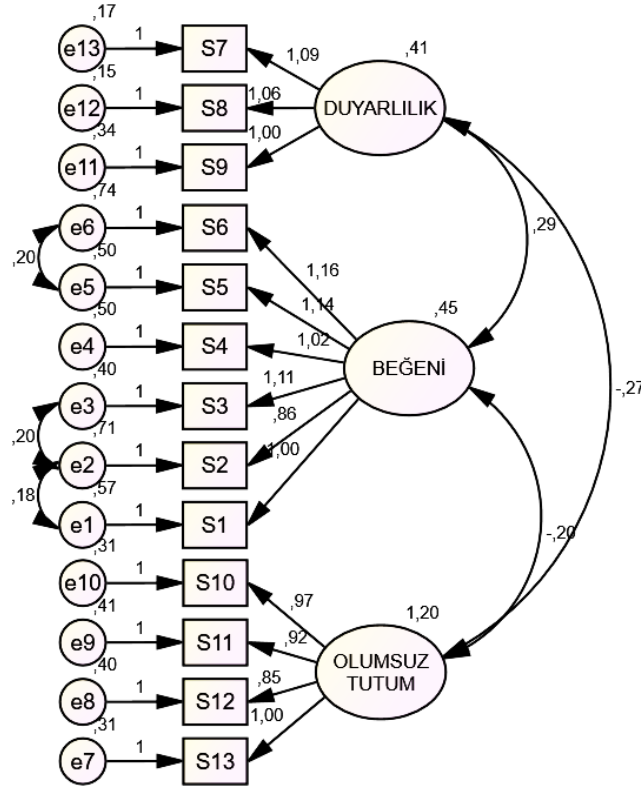 ,17
e13 1 S7 1,09 DUYARLILIK ,41
,15
e12 1 S8 1,06
,34
e11 1 S9 1,00
,74
e6 1 S6 1,16
,50
e5 1 S5 1,14
,20
,50
e4 1 S4 1,02 BEĞENİ ,45
,40
e3 1 S3 1,11
,71
e2 1 S2 ,86
,20
,57
e1 1 S1 1,00
,18
,31
e10 1 S10 ,97
,41
e9 1 S11 ,92
,40
e8 1 S12 ,85
,31
e7 1 S13 1,00
1,20
OLUMSUZ
TUTUM
,29
-,27
-,20